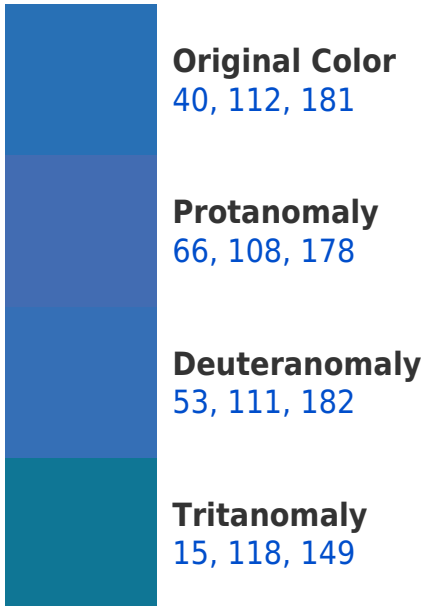 Original Color
40, 112, 181
Protanomaly
66, 108, 178
Deuteranomaly
53, 111, 182
Tritanomaly
15, 118, 149